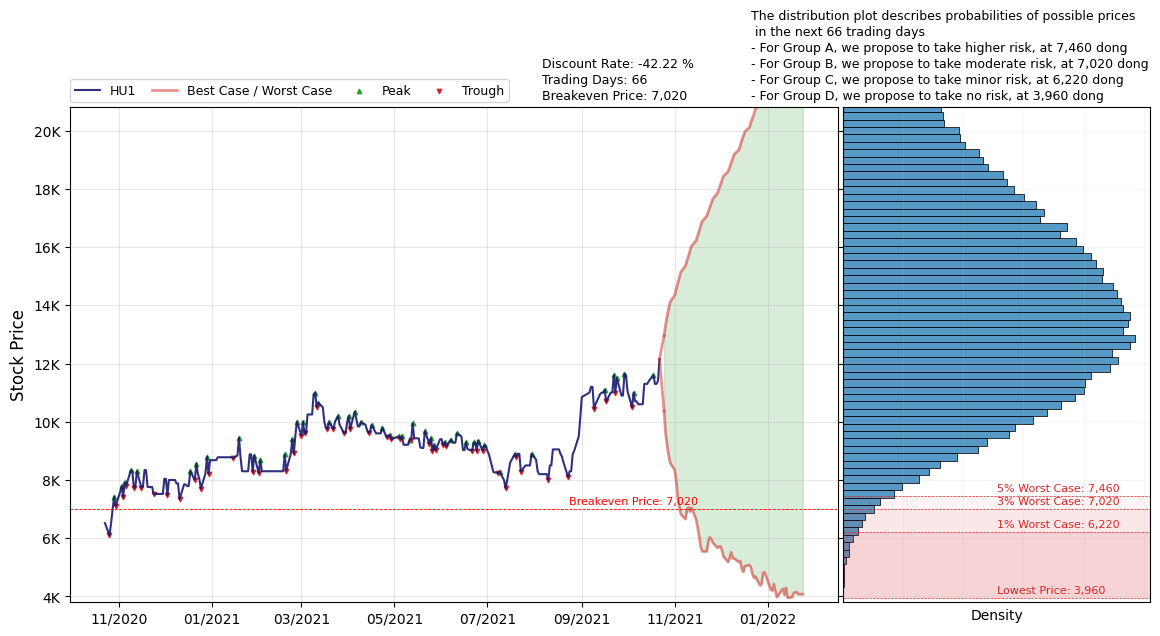 The distribution plot describes probabilities of possible prices
in the next 66 trading days
- For Group A, we propose to take higher risk, at 7,460 dong
- For Group B, we propose to take moderate risk, at 7,020 dong
- For Group C, we propose to take minor risk, at 6,220 dong
- For Group D, we propose to take no risk, at 3,960 dong
Discount Rate: -42.22 %
Trading Days: 66
Breakeven Price: 7,020
HU1
Best Case / Worst Case
Peak
Trough
Stock Price
20K
18K
16K
14K
12K
10K
8K
6K
4K
Breakeven Price: 7,020
11/2020
01/2021
03/2021
05/2021
07/2021
09/2021
11/2021
01/2022
5% Worst Case: 7,460
3% Worst Case: 7,020
1% Worst Case: 6,220
Lowest Price: 3,960
Density